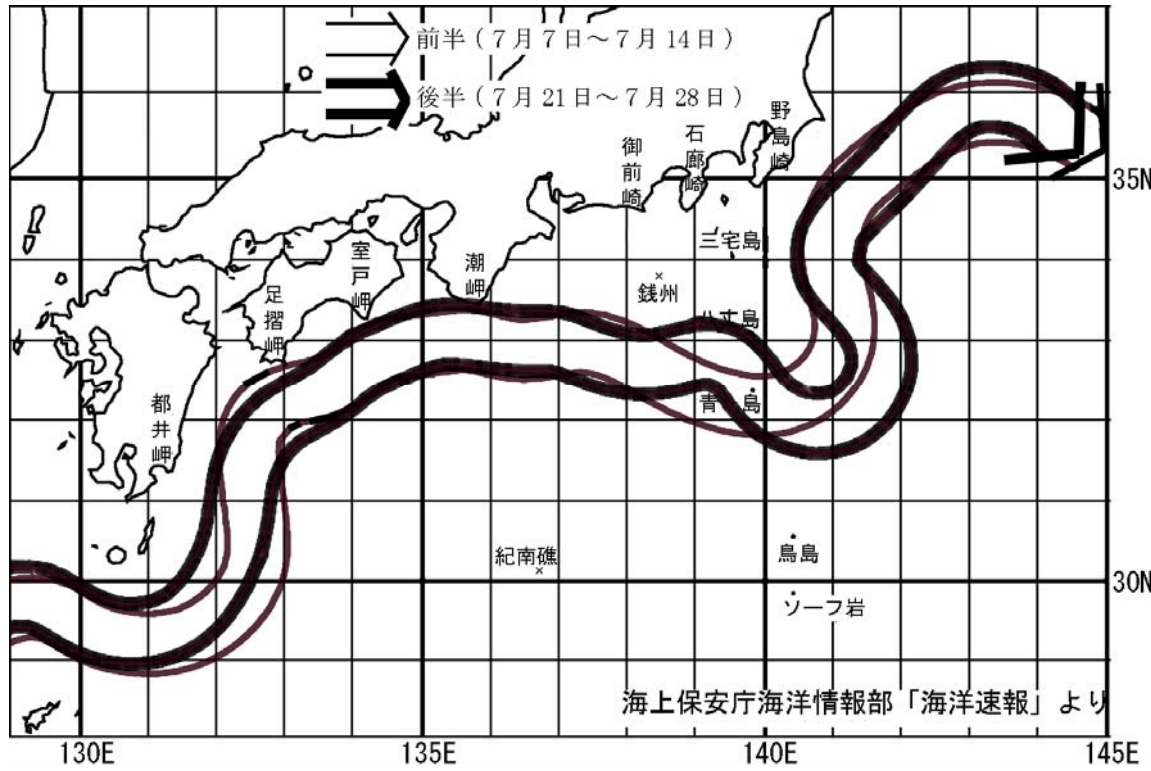 前半(7月7日～7月14日)
後半(7月21日～7月28日)
野島崎
石廊崎
御前崎
35N
三宅島
室戸岬
潮岬
銭州
足摺岬
八丈島
青ヶ島
都井岬
紀南礁
鳥島
30N
ソーフ岩
海上保安庁海洋情報部「海洋速報」より
130E
135E
140E
145E